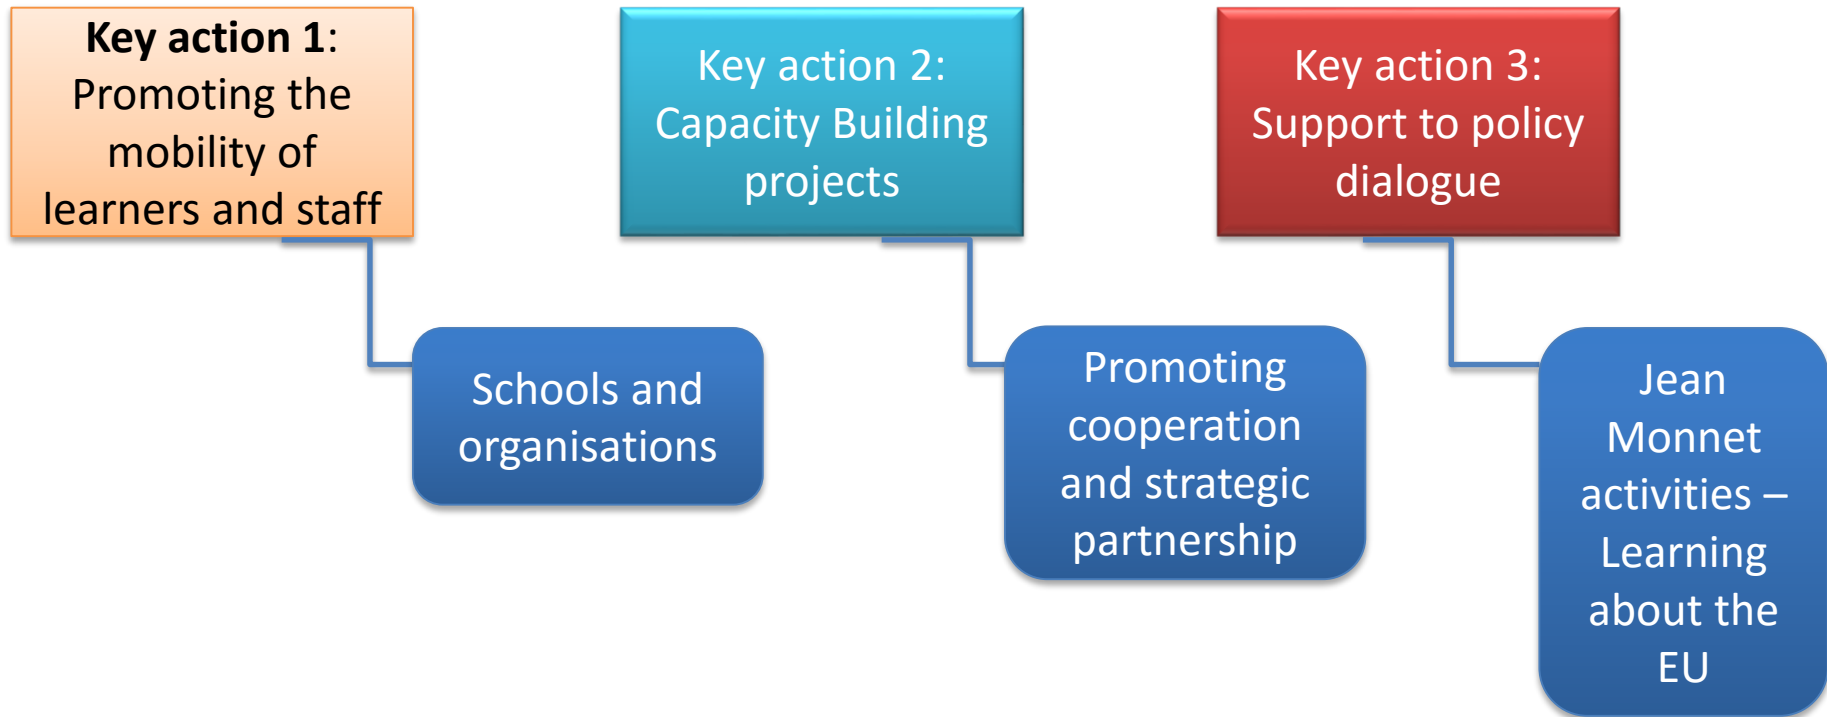 Key action 1:
Promoting the
mobility of
learners and staff
Key action 2:
Capacity Building
projects
Key action 3:
Support to policy
dialogue
Schools and
organisations
Promoting
cooperation
and strategic
partnership
Jean
Monnet
activities –
Learning
about the
EU